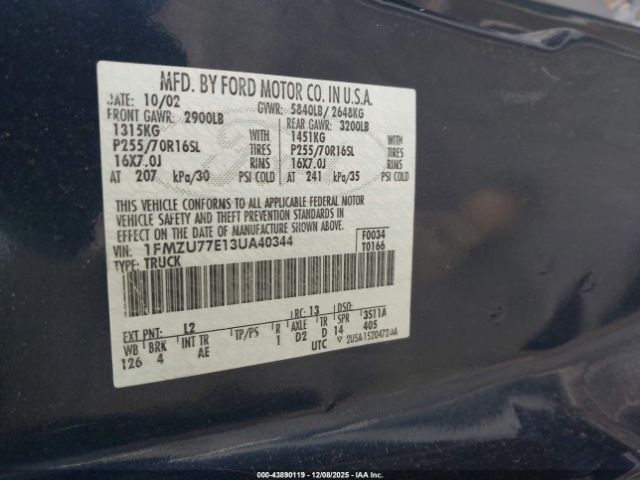 MFD. BY FORD MOTOR CO. IN U.S.A.
DATE: 10/02 GVWR: 5840LB/ 2648KG
FRONT GAWR: 2900LB REAR GAWR: 3200LB
1315KG WITH 1451KG WITH
P255/70R16SL TIRES P255/70R16SL TIRES
16X7.0J RIMS 16X7.0J RIMS
AT 207 kPa/30 PSI COLD AT 241 kPa/35 PSI COLD
THIS VEHICLE CONFORMS TO ALL APPLICABLE FEDERAL MOTOR
VEHICLE SAFETY AND THEFT PREVENTION STANDARDS IN
EFFECT ON THE DATE OF MANUFACTURE SHOWN ABOVE.
VIN: 1FMZU77E13UA40344 F0034
TYPE: TRUCK T0166
EXT PNT: L2 RC: 13 DSO:
WB BRK INT TR TP/PS R AXLE TR SPR 3S11A
126 4 AE 1 D2 D 14 405
UTC ▽ 2USA-1520472-AA
000-43890119 | 12/08/2025 | IAAI.COM